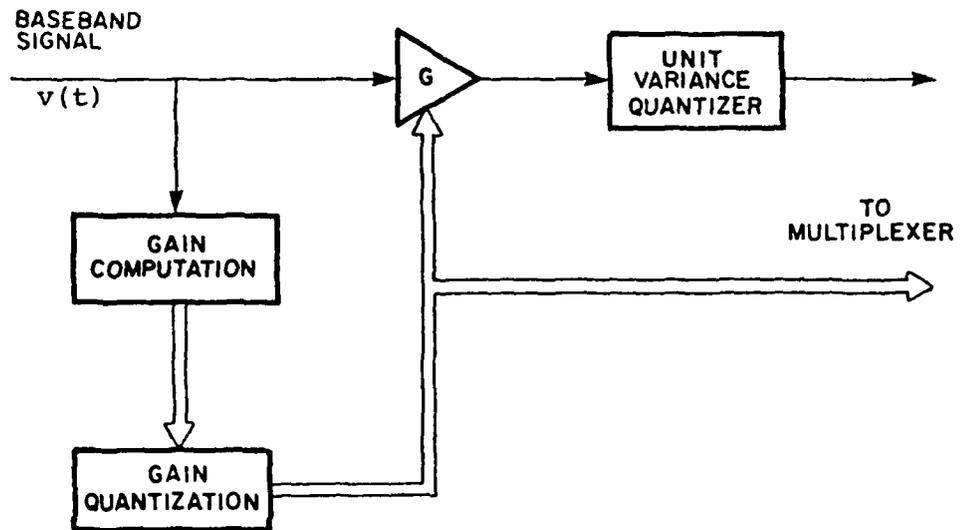 BASEBAND
SIGNAL
v(t)
G
UNIT
VARIANCE
QUANTIZER
GAIN
COMPUTATION
TO
MULTIPLEXER
GAIN
QUANTIZATION